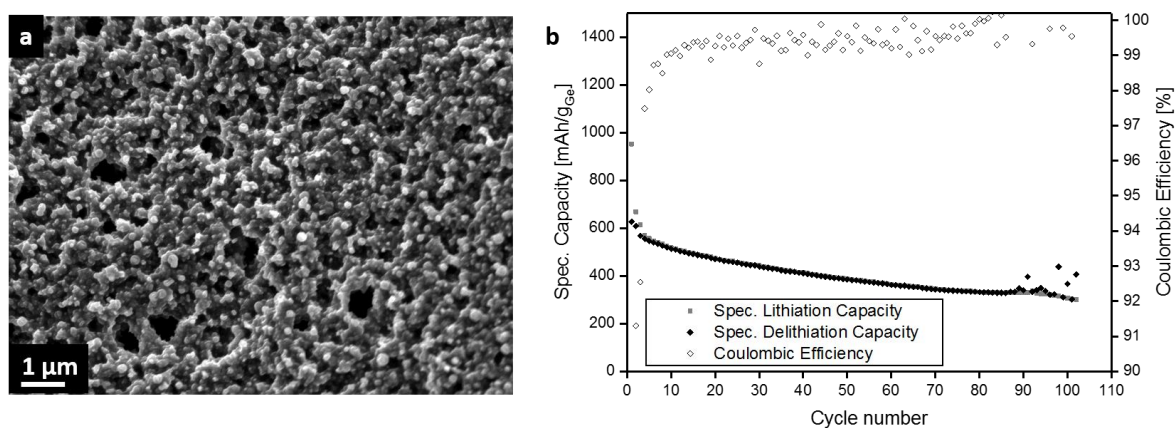 a
1 µm
b
Spec. Capacity [mAh/gGe]
1400
1200
1000
800
600
400
200
0
Spec. Lithiation Capacity
Spec. Delithiation Capacity
Coulombic Efficiency
0 10 20 30 40 50 60 70 80 90 100 110
Cycle number
100
99
98
97
96
95
94
93
92
91
90
Coulombic Efficiency [%]